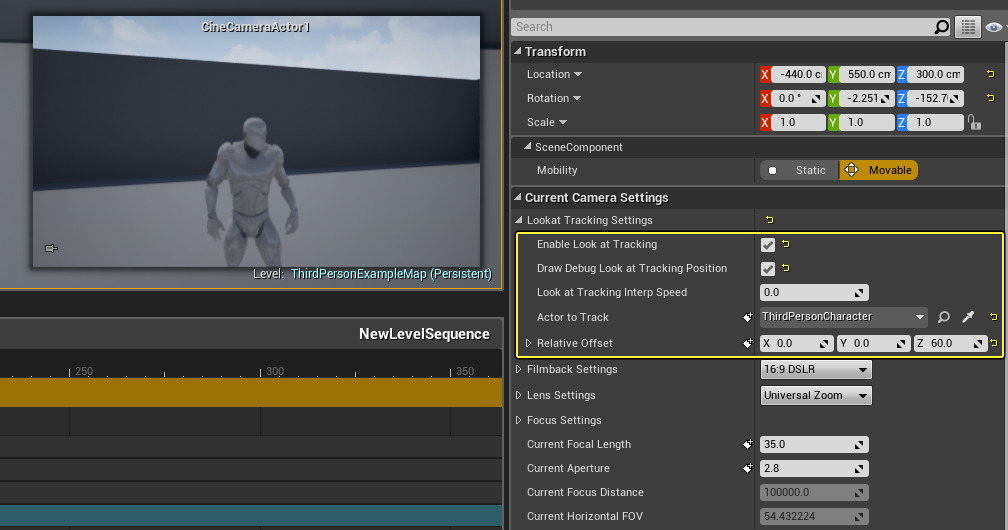 CineCameraActor1
Level: ThirdPersonExampleMap (Persistent)
NewLevelSequence
250 300 350
Search
Transform
Location X -440.0 c Y 550.0 cm Z 300.0 cm
Rotation X 0.0 ° Y -2.251 Z -152.7
Scale X 1.0 Y 1.0 Z 1.0
SceneComponent
Mobility Static Movable
Current Camera Settings
Lookat Tracking Settings
Enable Look at Tracking
Draw Debug Look at Tracking Position
Look at Tracking Interp Speed 0.0
Actor to Track ThirdPersonCharacter
Relative Offset X 0.0 Y 0.0 Z 60.0
Filmback Settings 16:9 DSLR
Lens Settings Universal Zoom
Focus Settings
Current Focal Length 35.0
Current Aperture 2.8
Current Focus Distance 100000.0
Current Horizontal FOV 54.432224